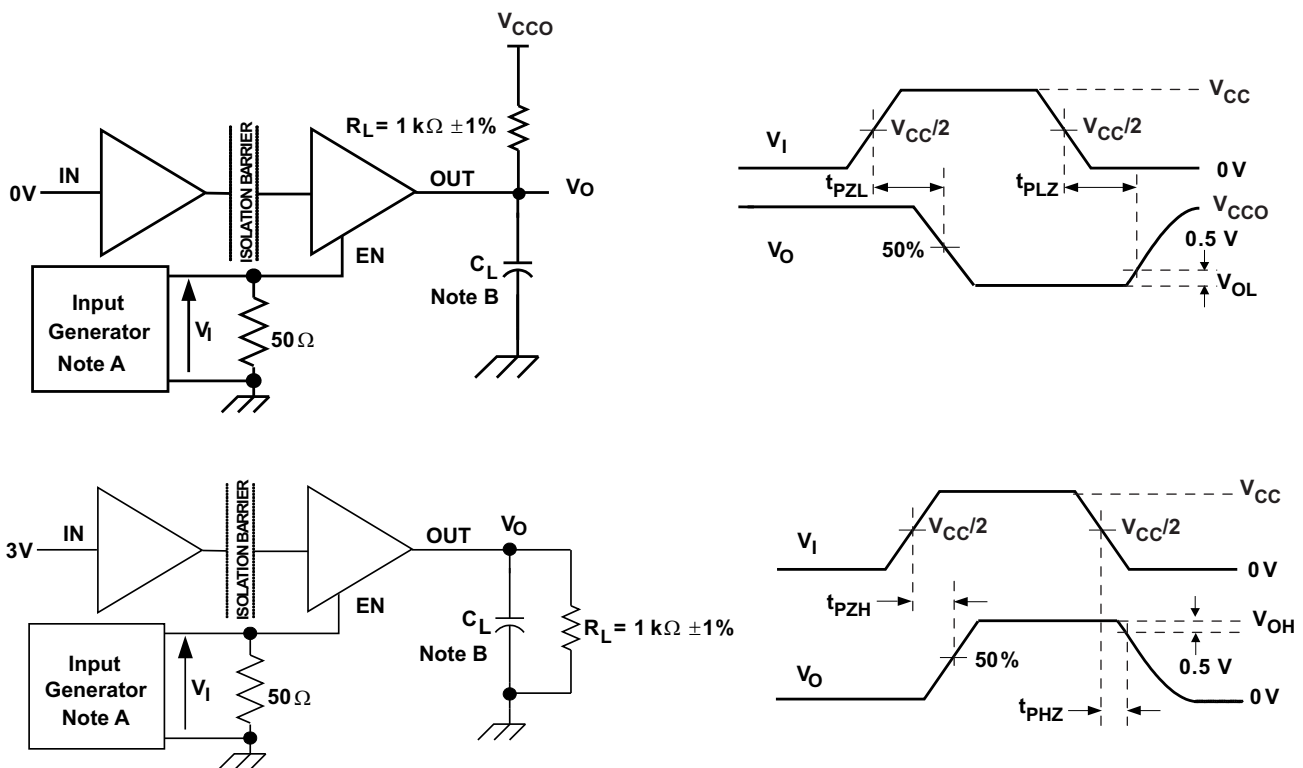 VCCO
RL = 1 kΩ ±1%
ISOLATION BARRIER
0V
IN
OUT
VO
EN
CL
Note B
Input
Generator
Note A
VI
50Ω
VCC
VCC/2
VCC/2
VI
0V
tPZL
tPLZ
VCCO
0.5 V
VO
50%
VOL
ISOLATION BARRIER
3V
IN
OUT
VO
EN
CL
Note B
RL = 1 kΩ ±1%
Input
Generator
Note A
VI
50Ω
VCC
VCC/2
VCC/2
VI
0V
tPZH
VOH
0.5 V
VO
50%
0V
tPHZ